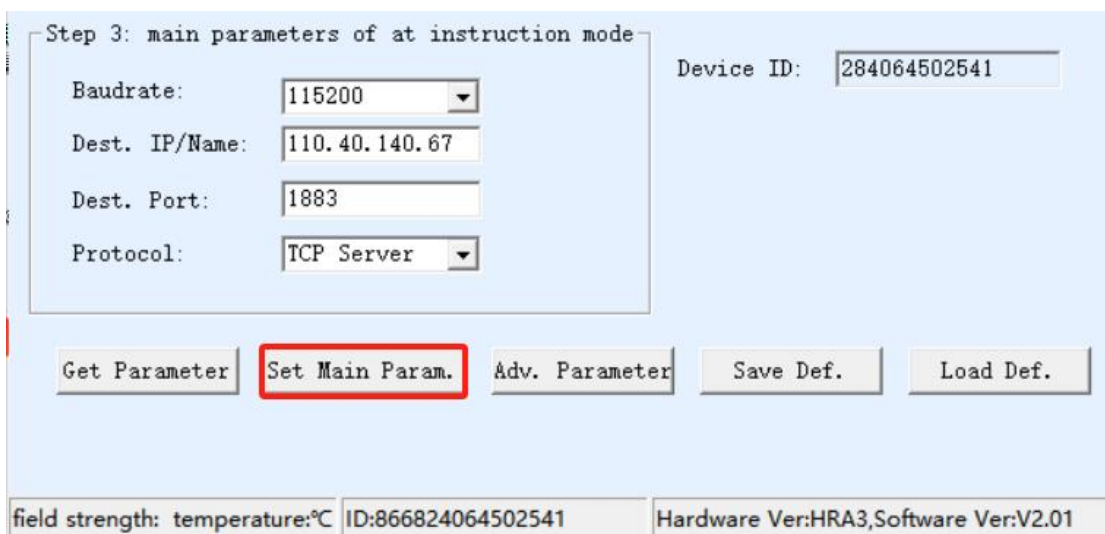 Step 3: main parameters of at instruction mode
Device ID: 284064502541
Baudrate: 115200
Dest. IP/Name: 110.40.140.67
Dest. Port: 1883
Protocol: TCP Server
Get Parameter Set Main Param. Adv. Parameter Save Def. Load Def.
field strength: temperature:℃ ID:866824064502541 Hardware Ver:HRA3,Software Ver:V2.01